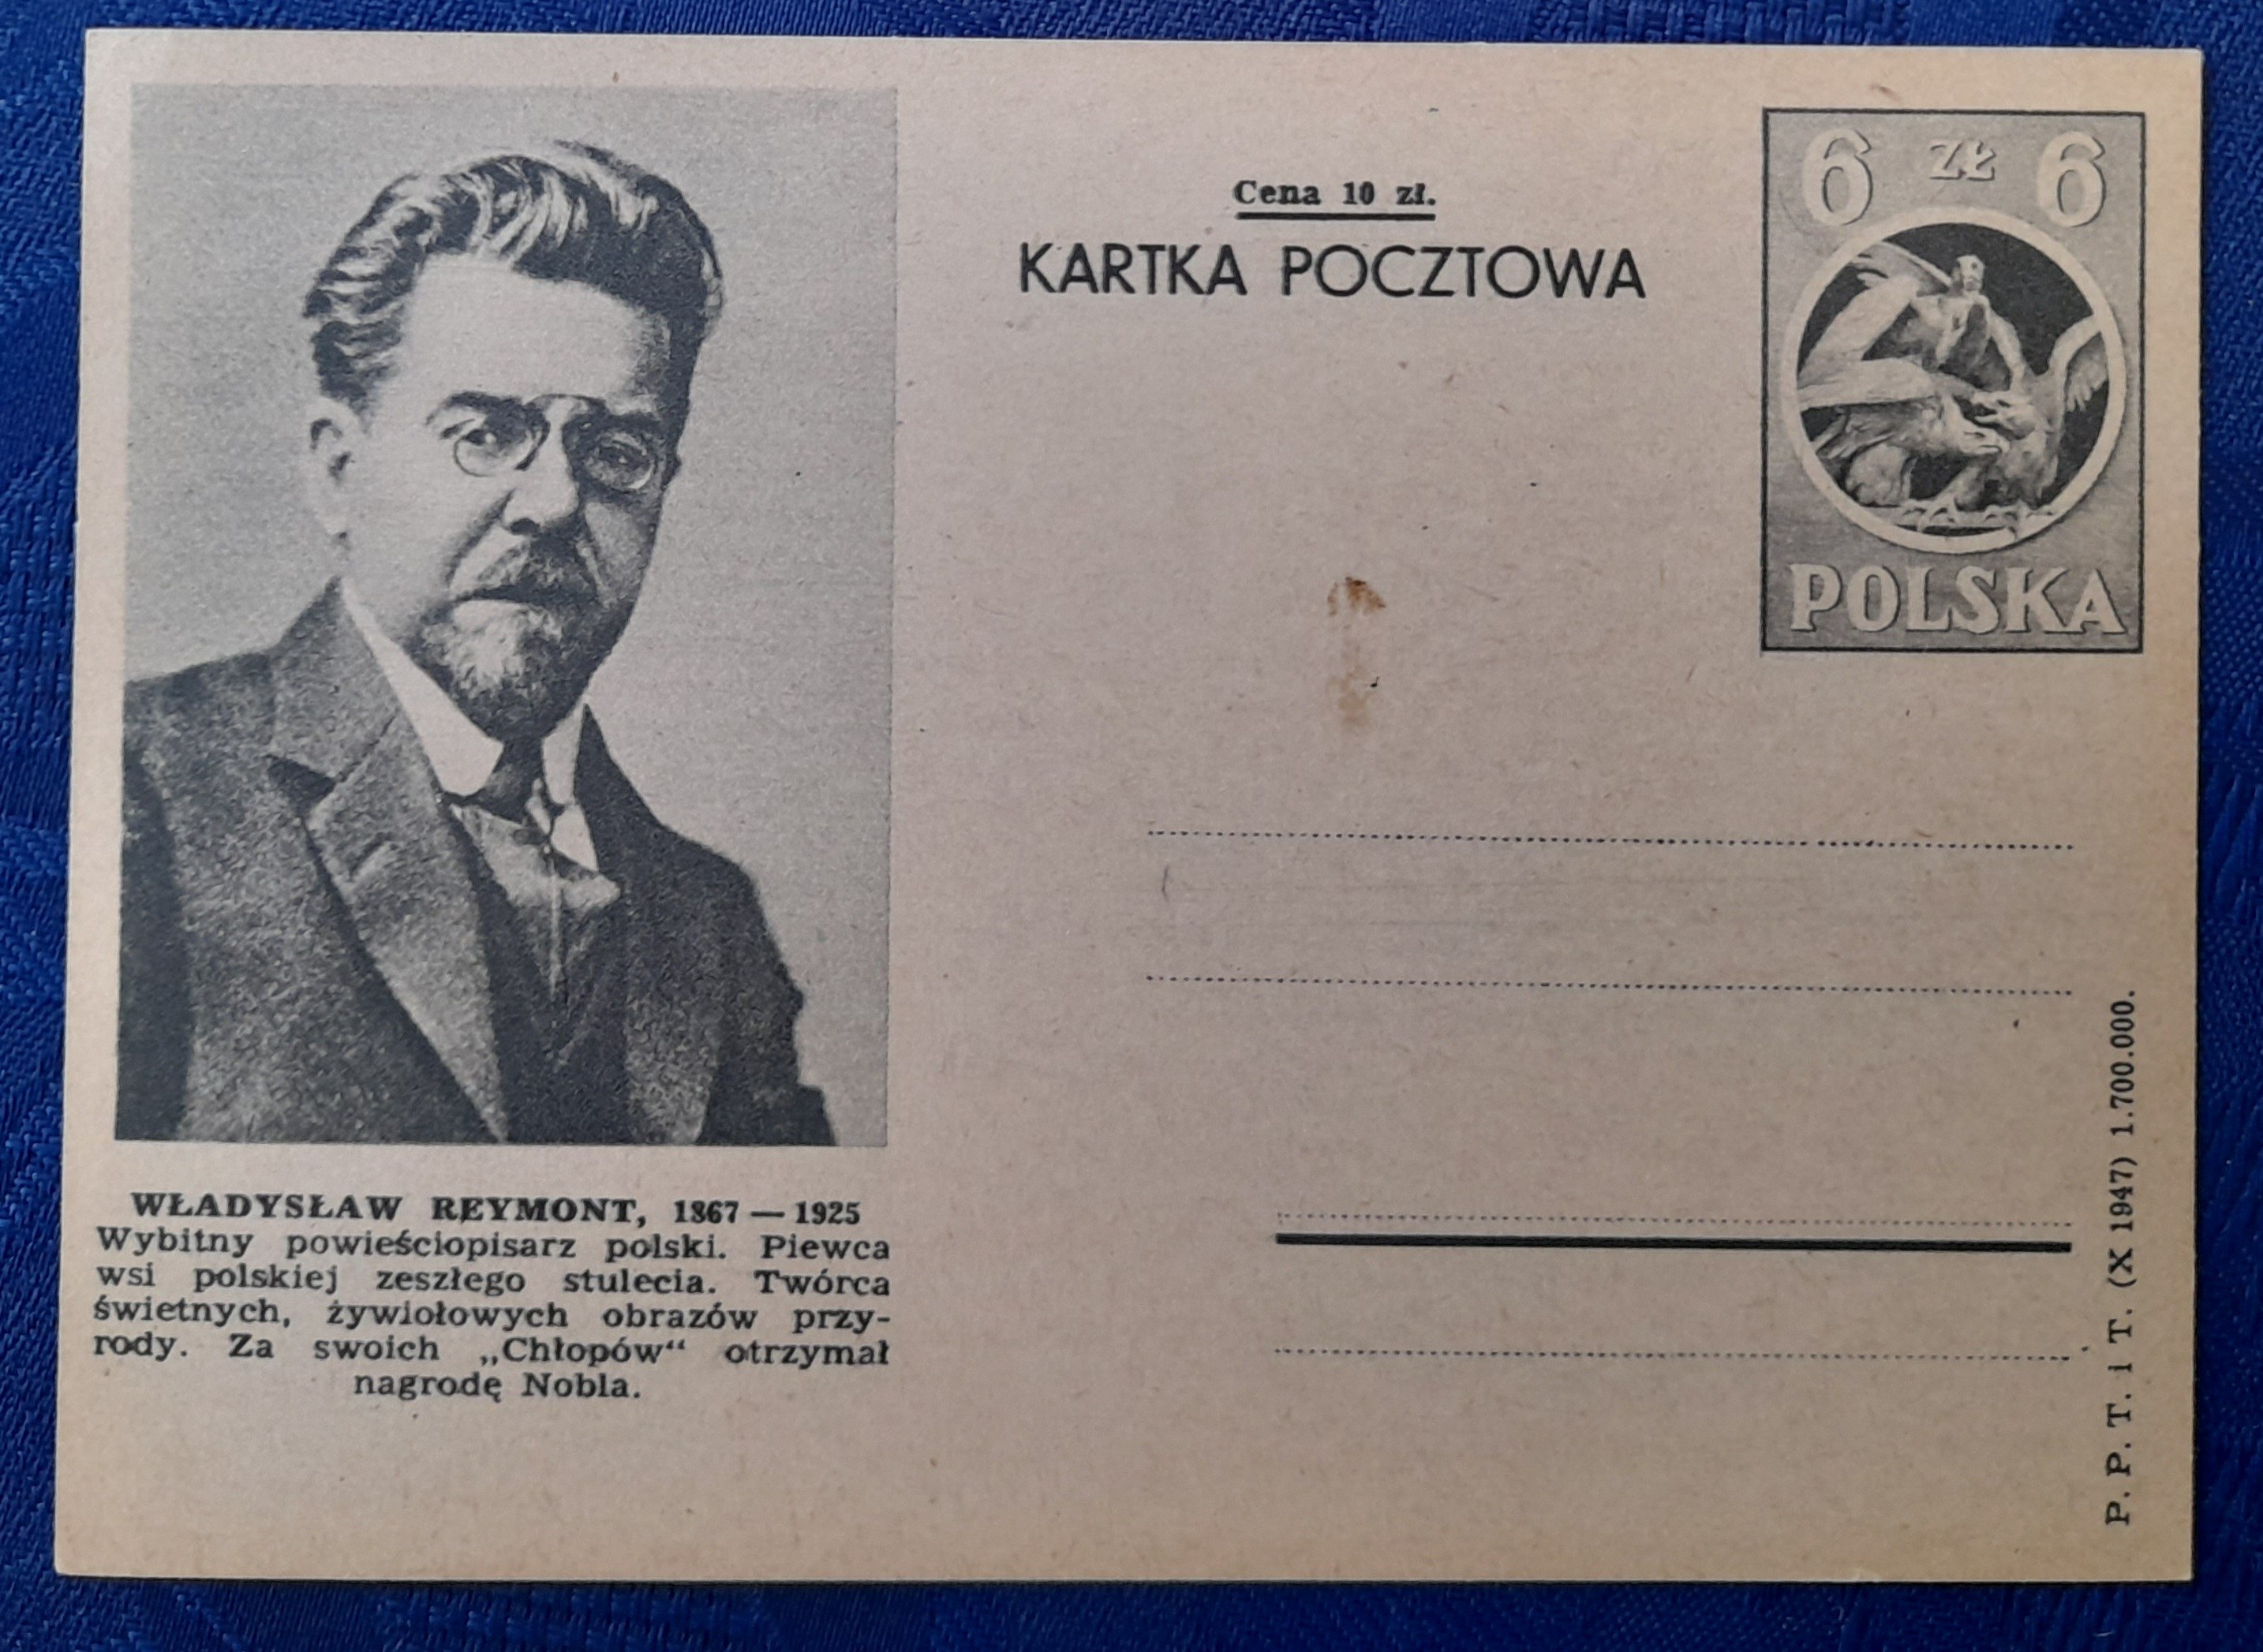 Cena 10 zł.
KARTKA POCZTOWA
6 ZŁ 6
POLSKA
WŁADYSŁAW REYMONT, 1867 — 1925
Wybitny powieściopisarz polski. Piewca
wsi polskiej zeszłego stulecia. Twórca
świetnych, żywiołowych obrazów przy-
rody. Za swoich „Chłopów“ otrzymał
nagrodę Nobla.
P. P. T. i T. (X 1947) 1.700.000.